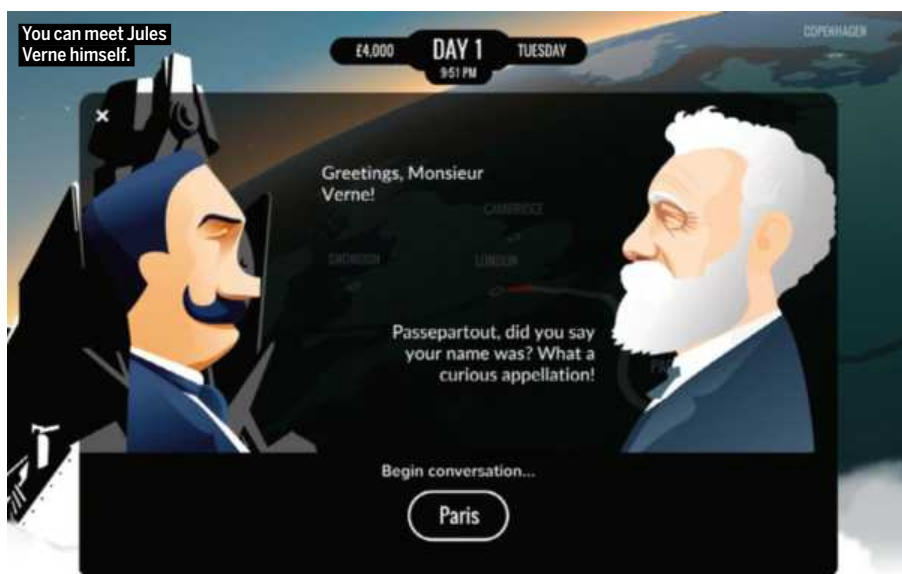 You can meet Jules
Verne himself.
COPENHAGEN
£4,000
DAY 1
TUESDAY
9:51 PM
Greetings, Monsieur
Verne!
CAMBRIDGE
SNOWDON
LONDON
Passepartout, did you say
your name was? What a
curious appellation!
Begin conversation...
Paris